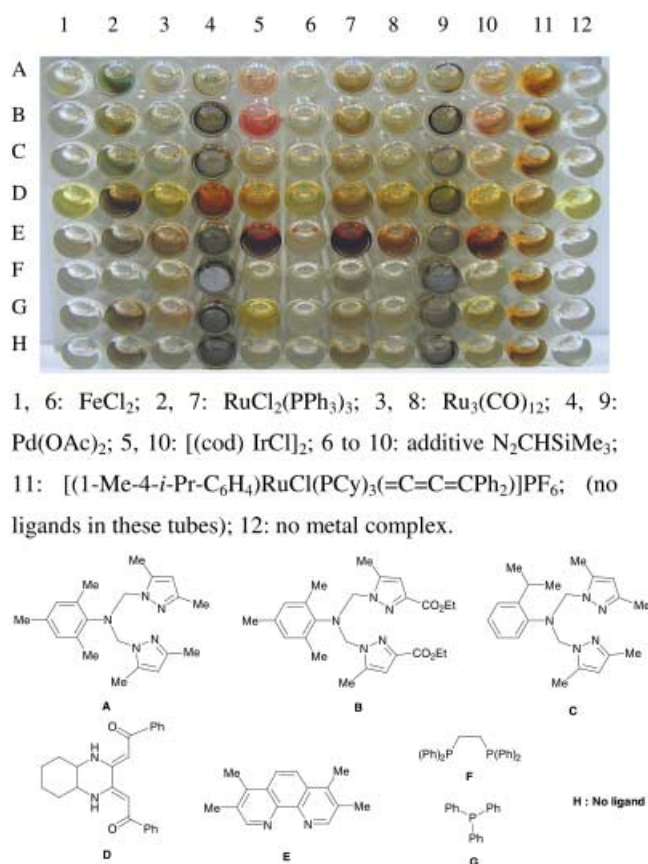 1 2 3 4 5 6 7 8 9 10 11 12
A
B
C
D
E
F
G
H
1, 6: FeCl₂; 2, 7: RuCl₂(PPh₃)₃; 3, 8: Ru₃(CO)₁₂; 4, 9:
Pd(OAc)₂; 5, 10: [(cod) IrCl]₂; 6 to 10: additive N₂CHSiMe₃;
11: [(1-Me-4-i-Pr-C₆H₄)RuCl(PCy)₃(=C=C=CPh₂)]PF₆; (no
ligands in these tubes); 12: no metal complex.
Me Me Me N Me N N Me N N Me Me
A
Me Me Me N Me N N CO₂Et N N CO₂Et Me
B
Me Me N Me N N Me N N Me Me
C
O Ph H N N H O Ph
D
Me Me Me Me N N
E
(Ph)₂P P(Ph)₂
F
Ph P Ph Ph
G
H : No ligand